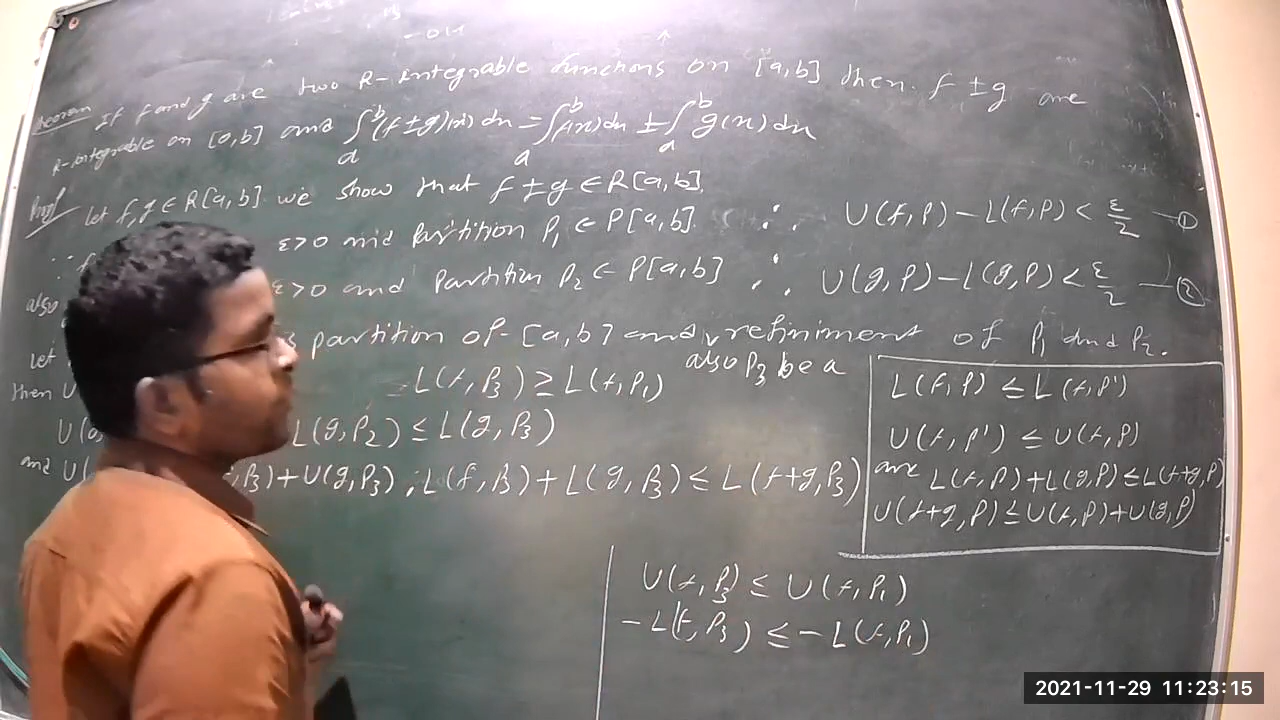 Theorem If f and g are two R-integrable functions on [a,b] then f ± g are
R-integrable on [a,b] and ∫_a^b (f±g)(x) dx = ∫_a^b f(x) dx ± ∫_a^b g(x) dx
Proof let f, g ∈ R[a,b]. we show that f ± g ∈ R[a,b].
∵ f ε>0 and Partition P₁ ∈ P[a,b]. ∴ U(f,P) - L(f,P) < ε/2 —①
also ε>0 and Partition P₂ ∈ P[a,b] ∴ U(g,P) - L(g,P) < ε/2 —②
Let partition of [a,b] and refiniment of P₁ and P₂.
also P₃ be a
then U L(f,P₃) ≥ L(f,P₁)
U(g L(g,P₂) ≤ L(g,P₃)
and U( ,P₃)+U(g,P₃) ; L(f,P₃)+L(g,P₃) ≤ L(f+g,P₃)
L(f,P) ≤ L(f,P')
U(f,P') ≤ U(f,P)
are L(f,P)+L(g,P) ≤ L(f+g,P)
U(f+g,P) ≤ U(f,P)+U(g,P)
U(f,P₃) ≤ U(f,P₁)
-L(f,P₃) ≤ -L(f,P₁)
2021-11-29 11:23:15